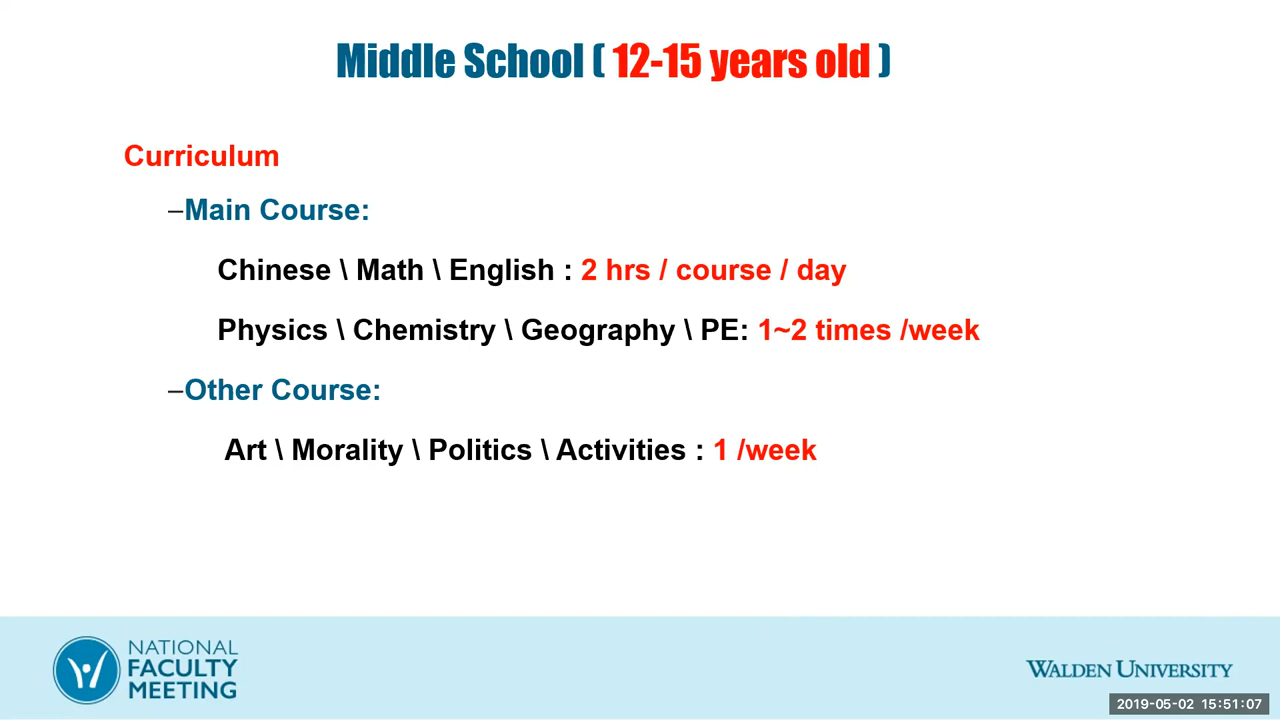 Middle School ( 12-15 years old )
Curriculum
–Main Course:
Chinese \ Math \ English : 2 hrs / course / day
Physics \ Chemistry \ Geography \ PE: 1~2 times /week
–Other Course:
Art \ Morality \ Politics \ Activities : 1 /week
NATIONAL
FACULTY
MEETING
WALDEN UNIVERSITY
2019-05-02 15:51:07